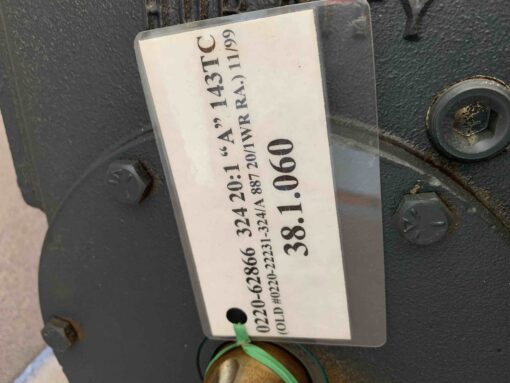 0220-62866 324 20:1 “A” 143TC
(OLD #0220-22231-324/A 887 20/1WR RA.) 11/99
38.1.060